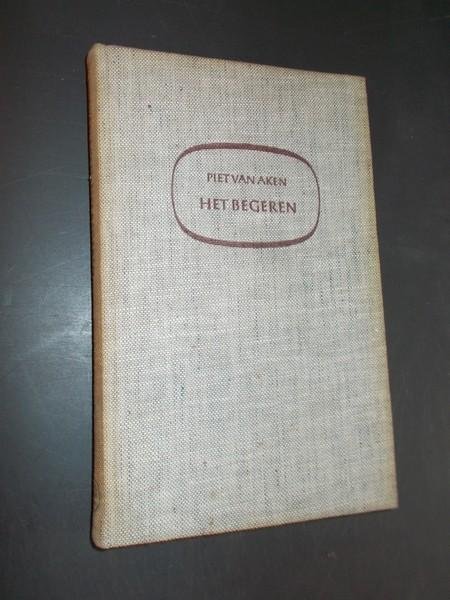 PIET VAN AKEN
HET BEGEREN